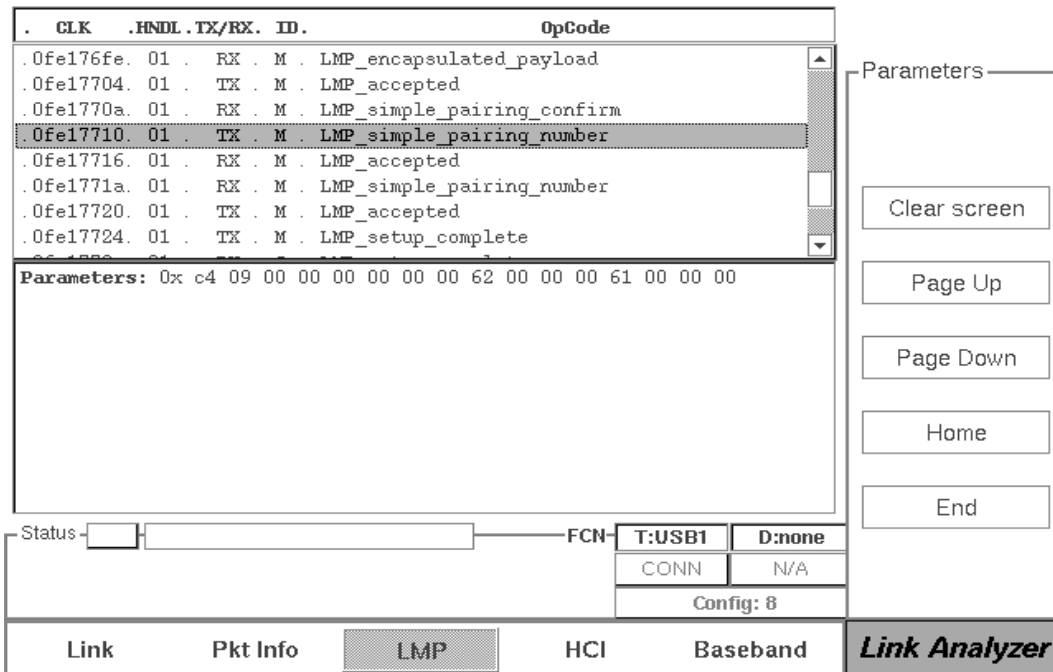 . CLK .HNDL.TX/RX. ID. OpCode
.0fe176fe. 01 . RX . M . LMP_encapsulated_payload
.0fe17704. 01 . TX . M . LMP_accepted
.0fe1770a. 01 . RX . M . LMP_simple_pairing_confirm
.0fe17710. 01 . TX . M . LMP_simple_pairing_number
.0fe17716. 01 . RX . M . LMP_accepted
.0fe1771a. 01 . RX . M . LMP_simple_pairing_number
.0fe17720. 01 . TX . M . LMP_accepted
.0fe17724. 01 . TX . M . LMP_setup_complete
Parameters: 0x c4 09 00 00 00 00 00 00 62 00 00 00 61 00 00 00
Parameters
Clear screen
Page Up
Page Down
Home
End
Status
FCN
T:USB1 D:none
CONN N/A
Config: 8
Link Pkt Info LMP HCI Baseband
Link Analyzer